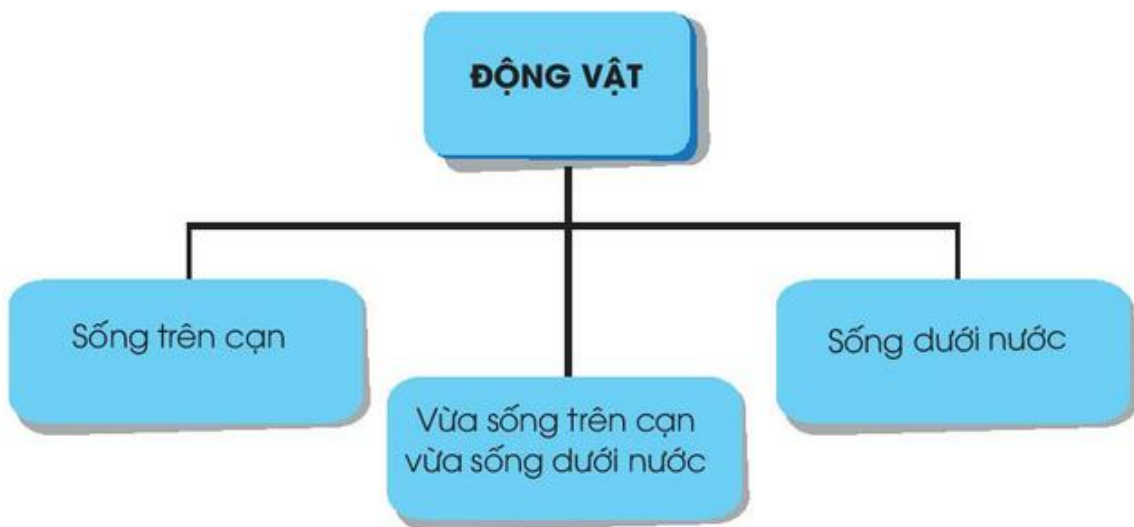 ĐỘNG VẬT
Sống trên cạn
Vừa sống trên cạn
vừa sống dưới nước
Sống dưới nước